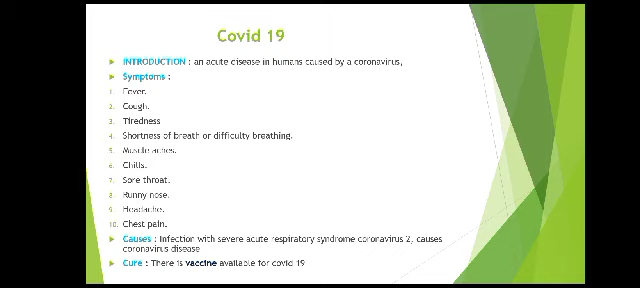 Covid 19
INTRODUCTION : an acute disease in humans caused by a coronavirus,
Symptoms :
1. Fever.
2. Cough.
3. Tiredness
4. Shortness of breath or difficulty breathing.
5. Muscle aches.
6. Chills.
7. Sore throat.
8. Runny nose.
9. Headache.
10. Chest pain.
Causes : Infection with severe acute respiratory syndrome coronavirus 2, causes
coronavirus disease
Cure : There is vaccine available for covid 19